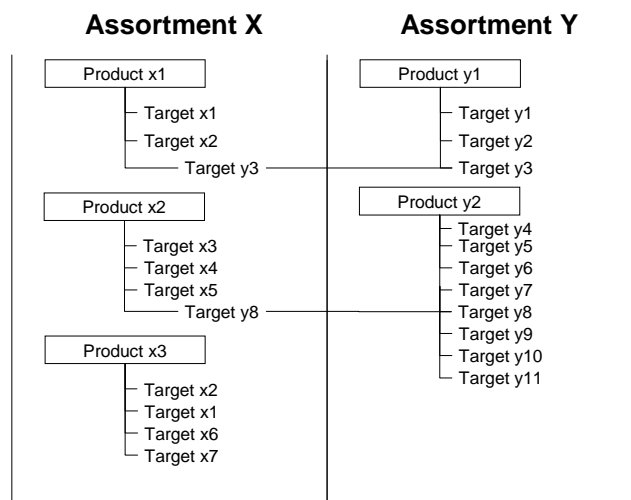 Assortment X
Product x1
Target x1
Target x2
Target y3
Product x2
Target x3
Target x4
Target x5
Target y8
Product x3
Target x2
Target x1
Target x6
Target x7
Assortment Y
Product y1
Target y1
Target y2
Target y3
Product y2
Target y4
Target y5
Target y6
Target y7
Target y8
Target y9
Target y10
Target y11